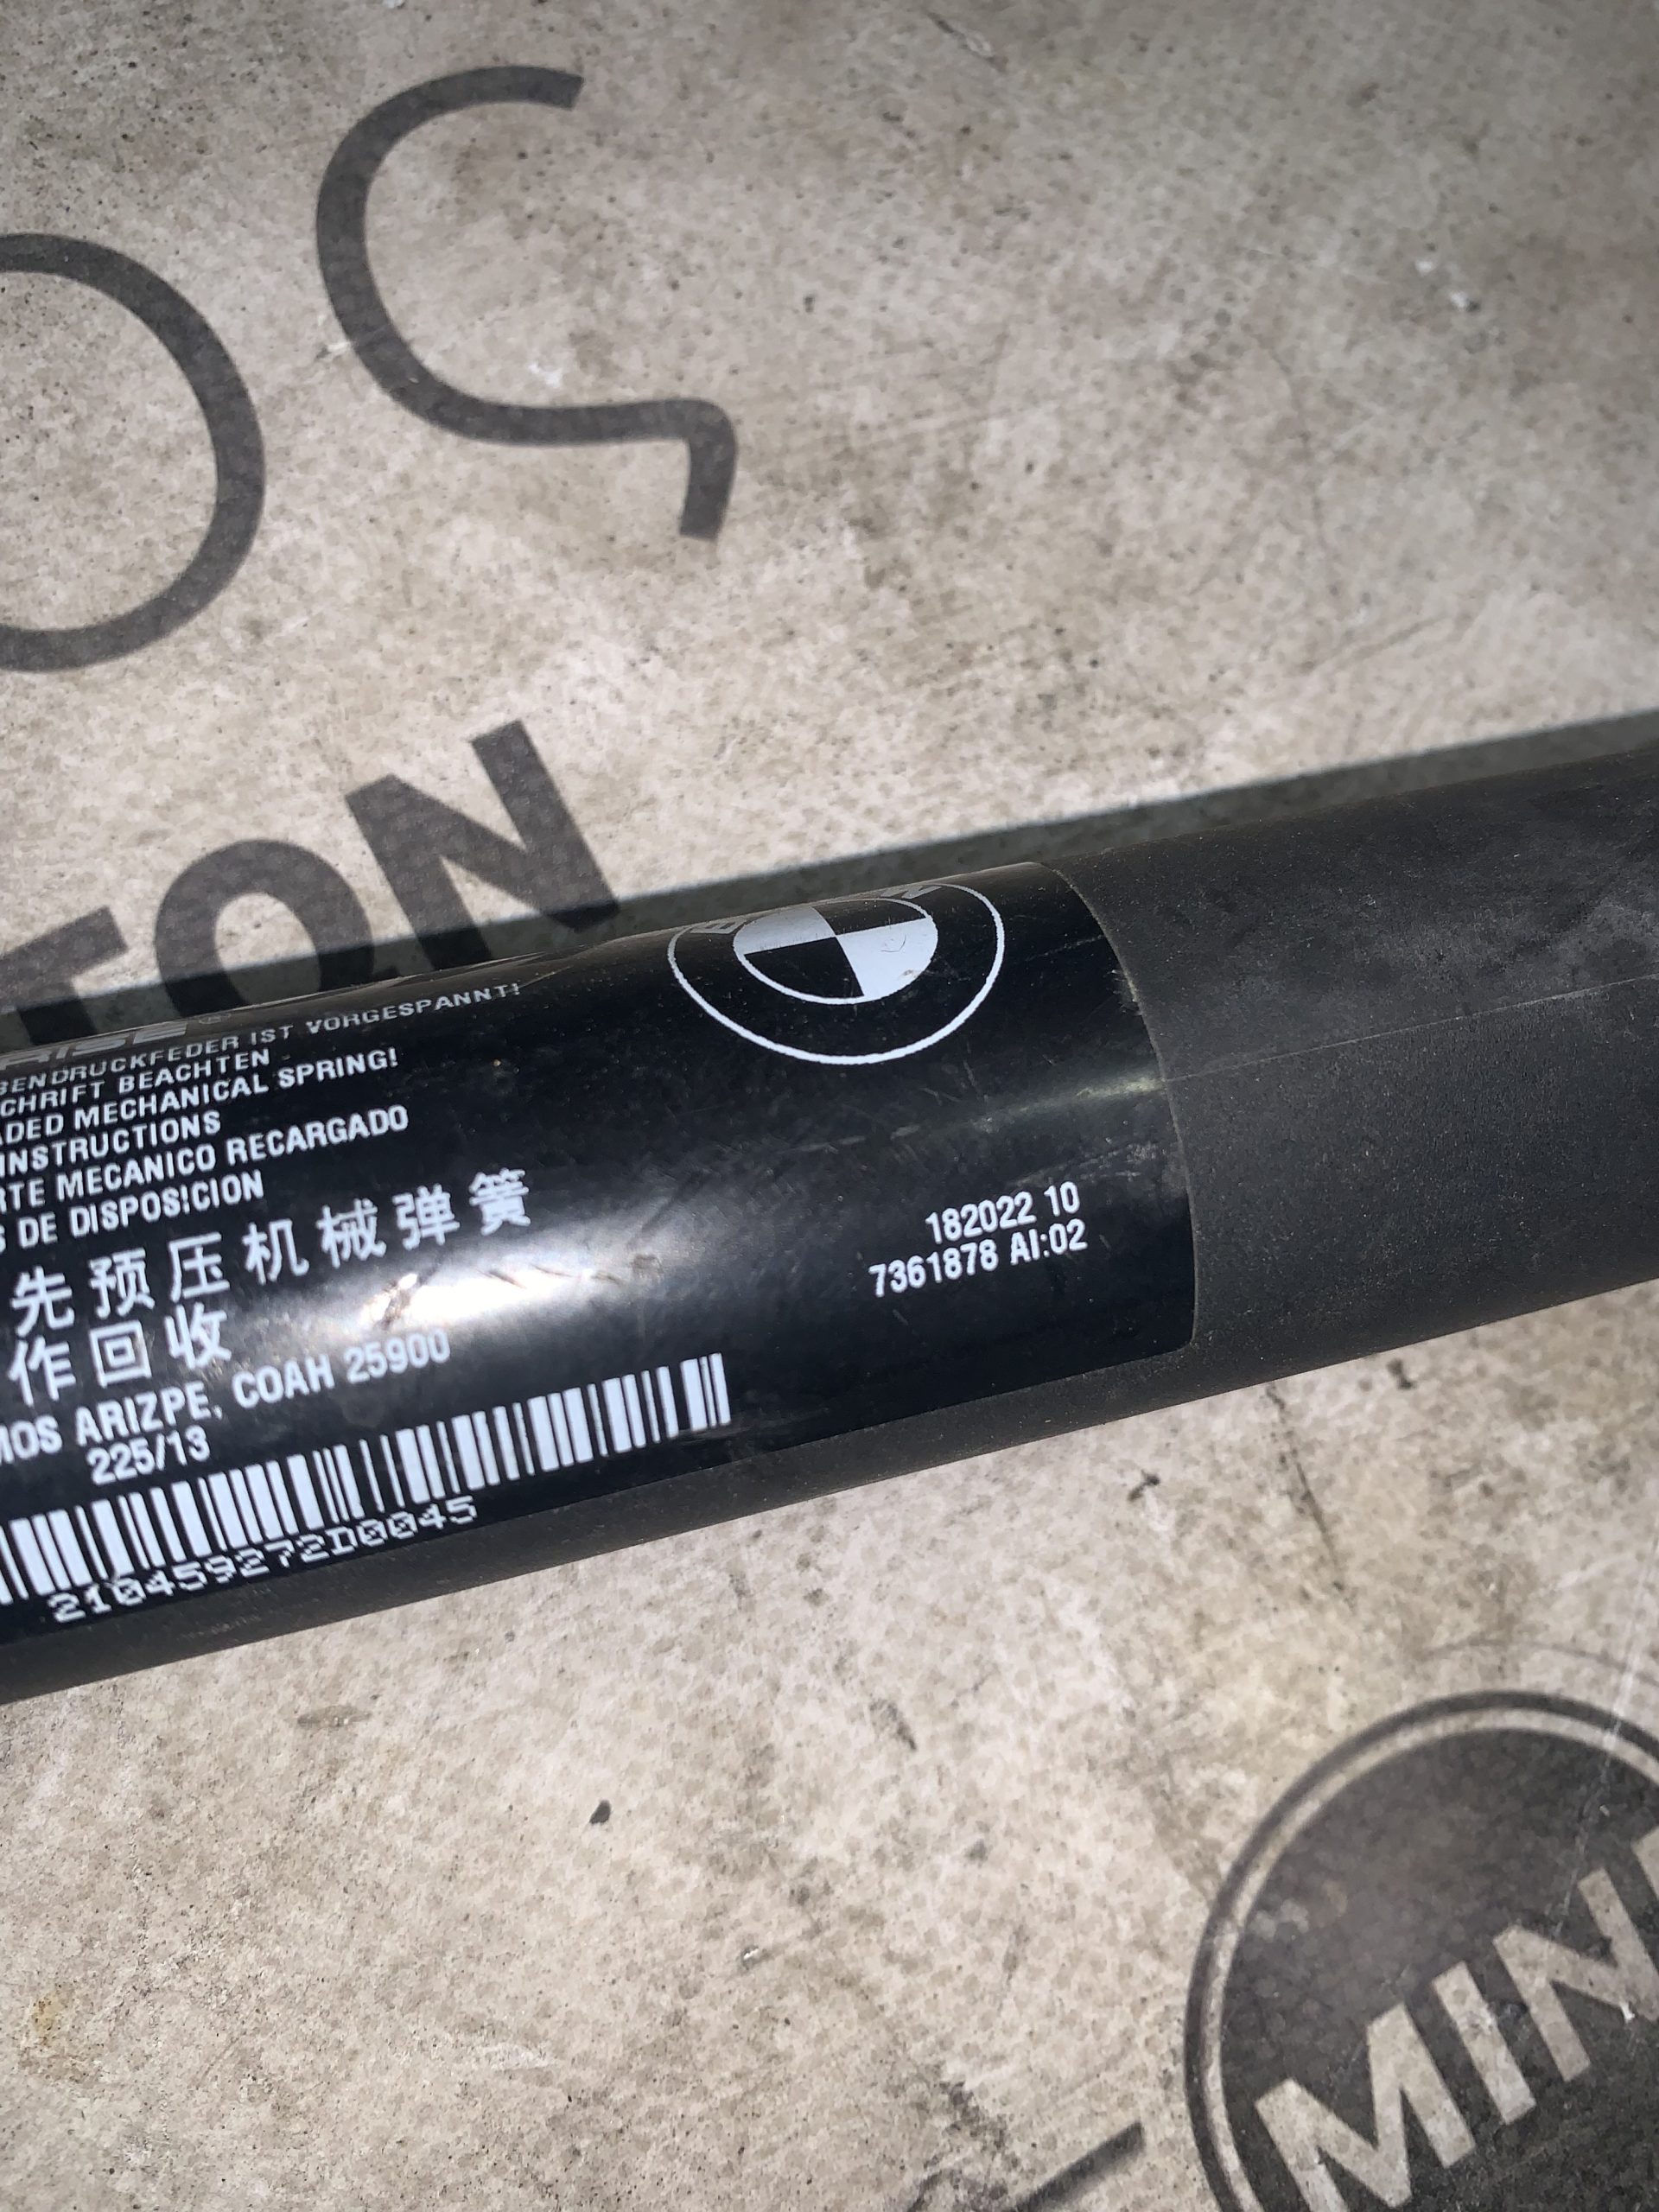 TON
IST VORGESPANNT!
BENDRUCKFEDER
CHRIFT BEACHTEN
ADED MECHANICAL SPRING!
INSTRUCTIONS
RTE MECANICO RECARGADO
S DE DISPOSICION
先预压机械弹簧
作回收
MOS ARIZPE, COAH 25900
225/13
210459272D0045
182022 10
7361878 AI:02
MINI